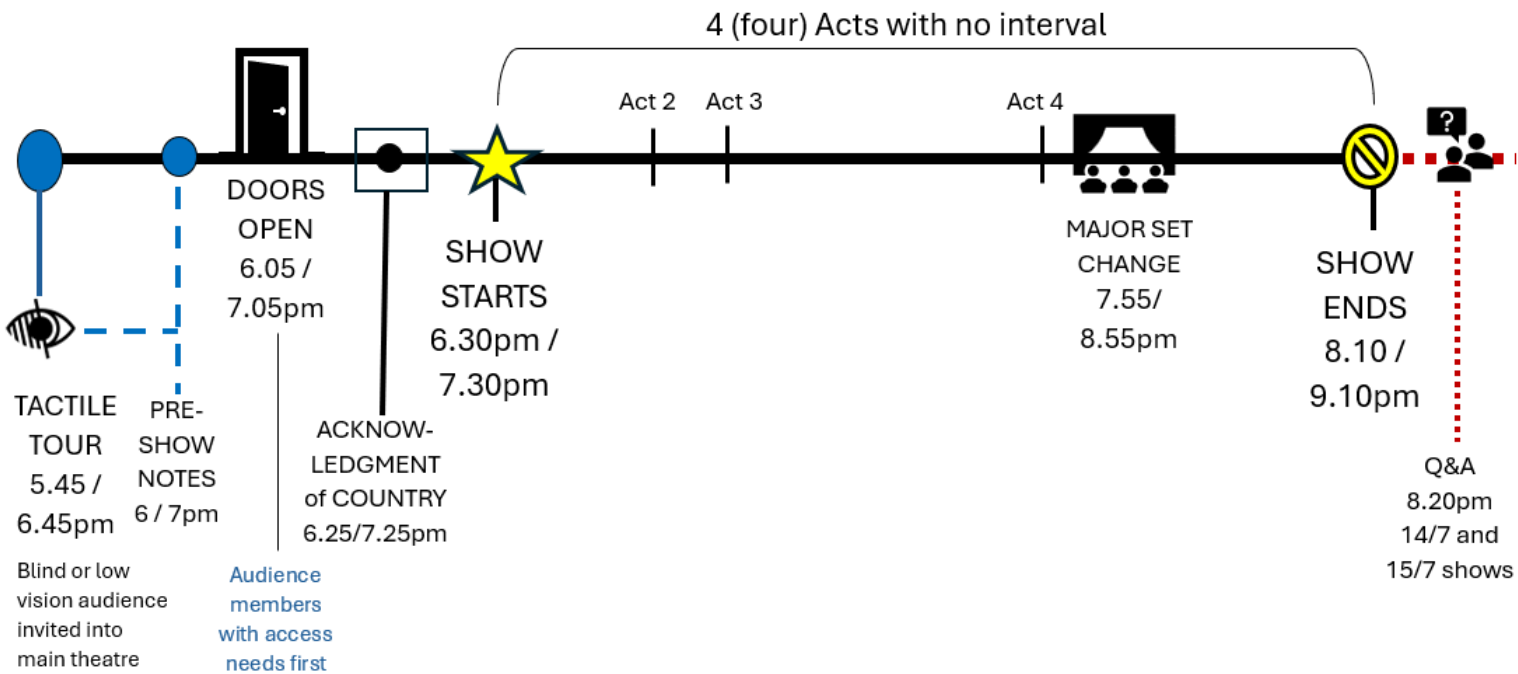 4 (four) Acts with no interval
Act 2
Act 3
Act 4
?
TACTILE
TOUR
5.45 /
6.45pm
Blind or low
vision audience
invited into
main theatre
PRE-
SHOW
NOTES
6 / 7pm
DOORS
OPEN
6.05 /
7.05pm
Audience
members
with access
needs first
ACKNOW-
LEDGMENT
of COUNTRY
6.25/7.25pm
SHOW
STARTS
6.30pm /
7.30pm
MAJOR SET
CHANGE
7.55/
8.55pm
SHOW
ENDS
8.10 /
9.10pm
Q&A
8.20pm
14/7 and
15/7 shows